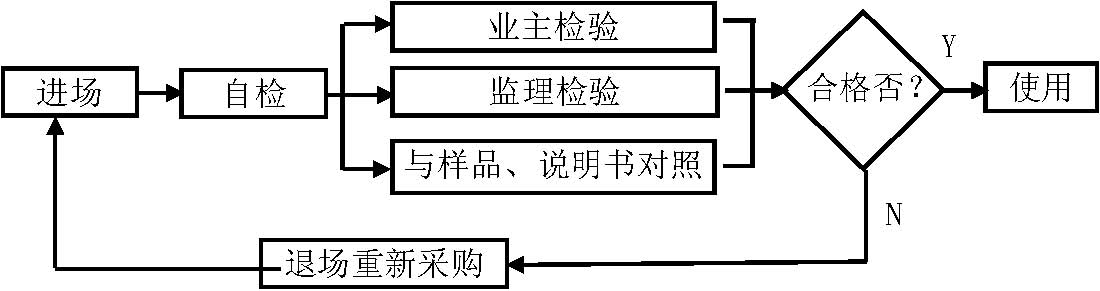 进场
自检
业主检验
监理检验
与样品、说明书对照
合格否？
Y
使用
N
退场重新采购